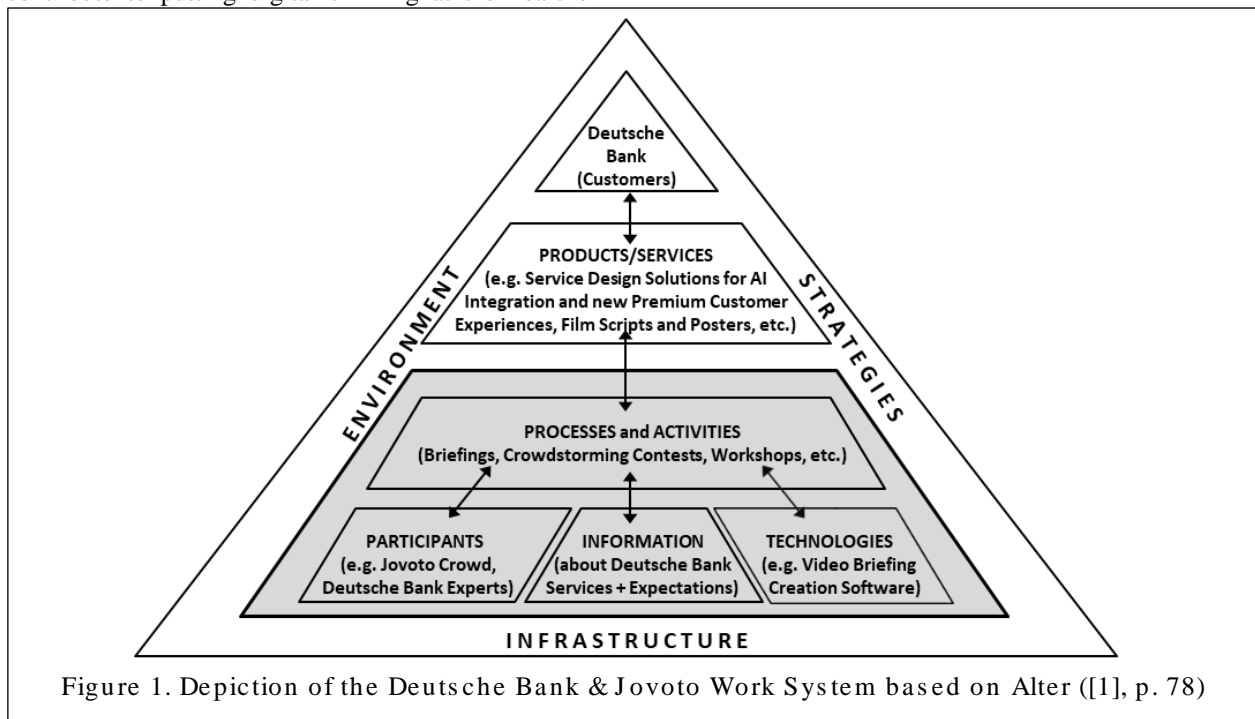 Deutsche
Bank
(Customers)
PRODUCTS/SERVICES
(e.g. Service Design Solutions for AI
Integration and new Premium Customer
Experiences, Film Scripts and Posters, etc.)
ENVIRONMENT
STRATEGIES
PROCESSES and ACTIVITIES
(Briefings, Crowdstorming Contests, Workshops, etc.)
PARTICIPANTS
(e.g. Jovoto Crowd,
Deutsche Bank Experts)
INFORMATION
(about Deutsche Bank
Services + Expectations)
TECHNOLOGIES
(e.g. Video Briefing
Creation Software)
INFRASTRUCTURE
Figure 1. Depiction of the Deutsche Bank & Jovoto Work System based on Alter ([1], p. 78)